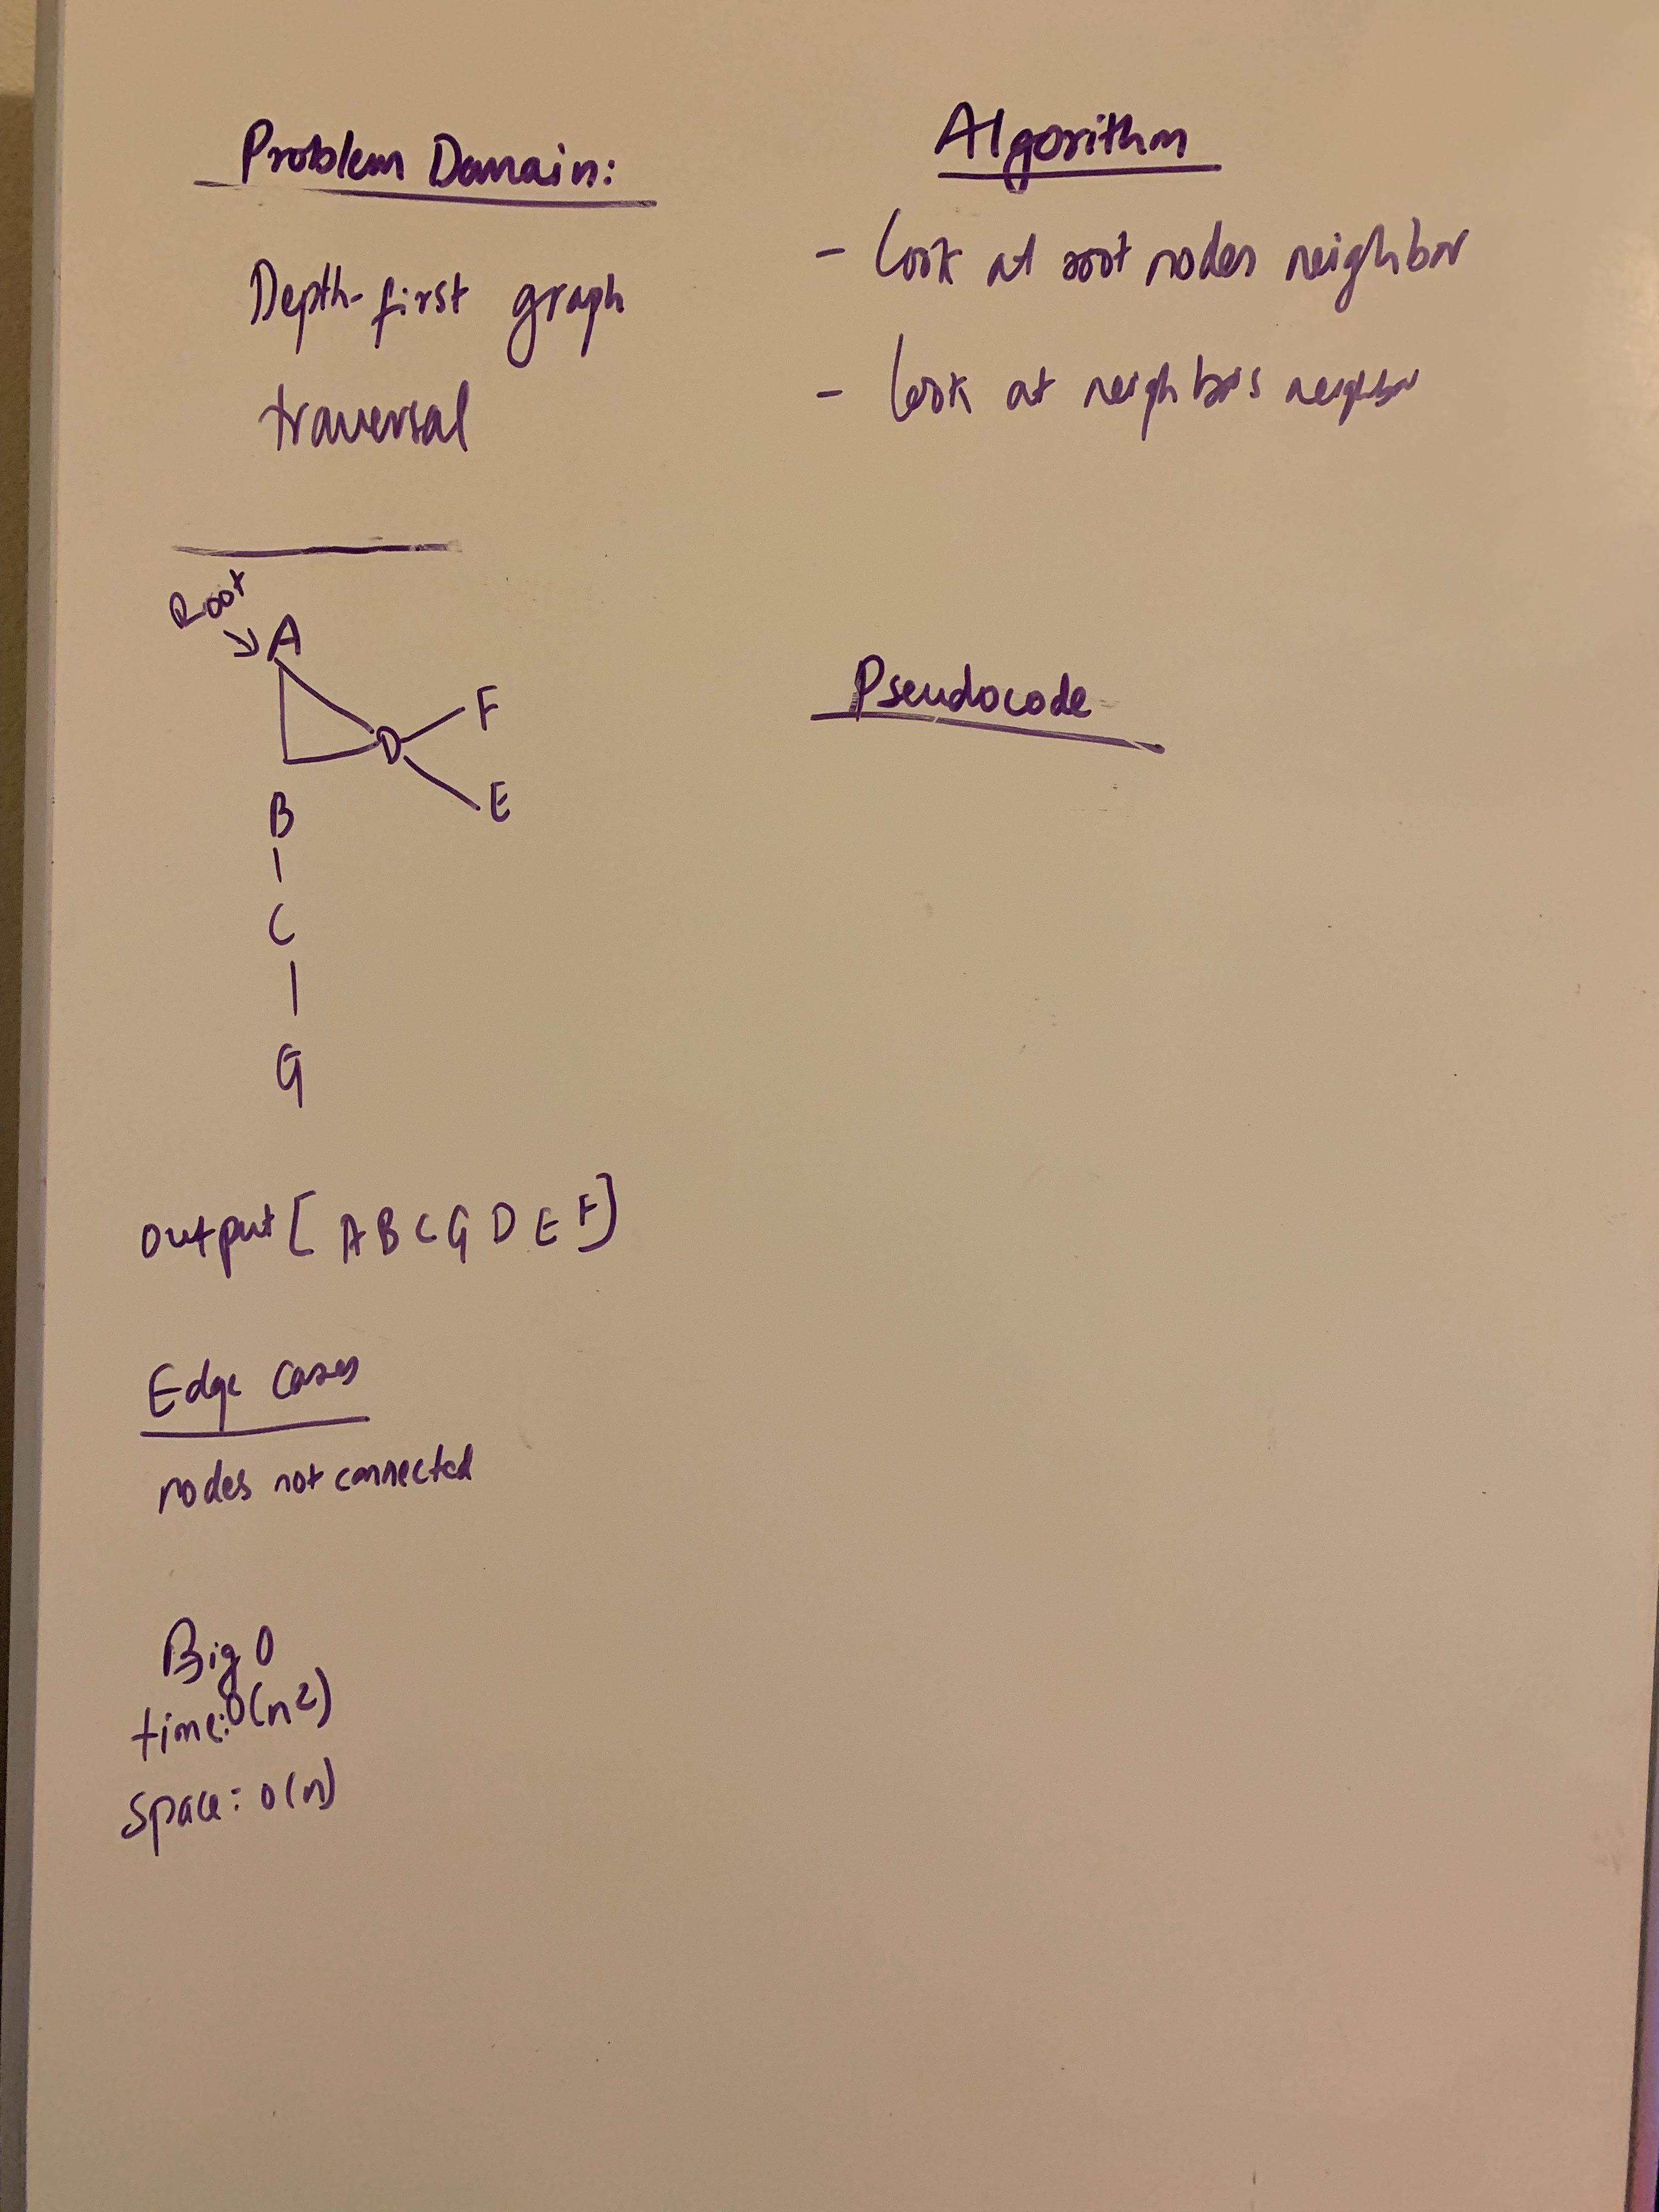 Problem Domain:
Depth-first graph
traversal
Root
A
F
D
E
B
C
G
output [ A B C G D E F ]
Edge cases
nodes not connected
Big O
time: O(n2)
space: O(n)
Algorithm
- Look at root nodes neighbor
- Look at neighbors neighbor
Pseudocode